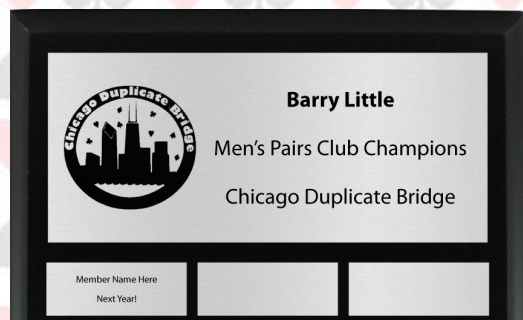 Chicago Duplicate Bridge
Barry Little
Men's Pairs Club Champions
Chicago Duplicate Bridge
Member Name Here
Next Year!